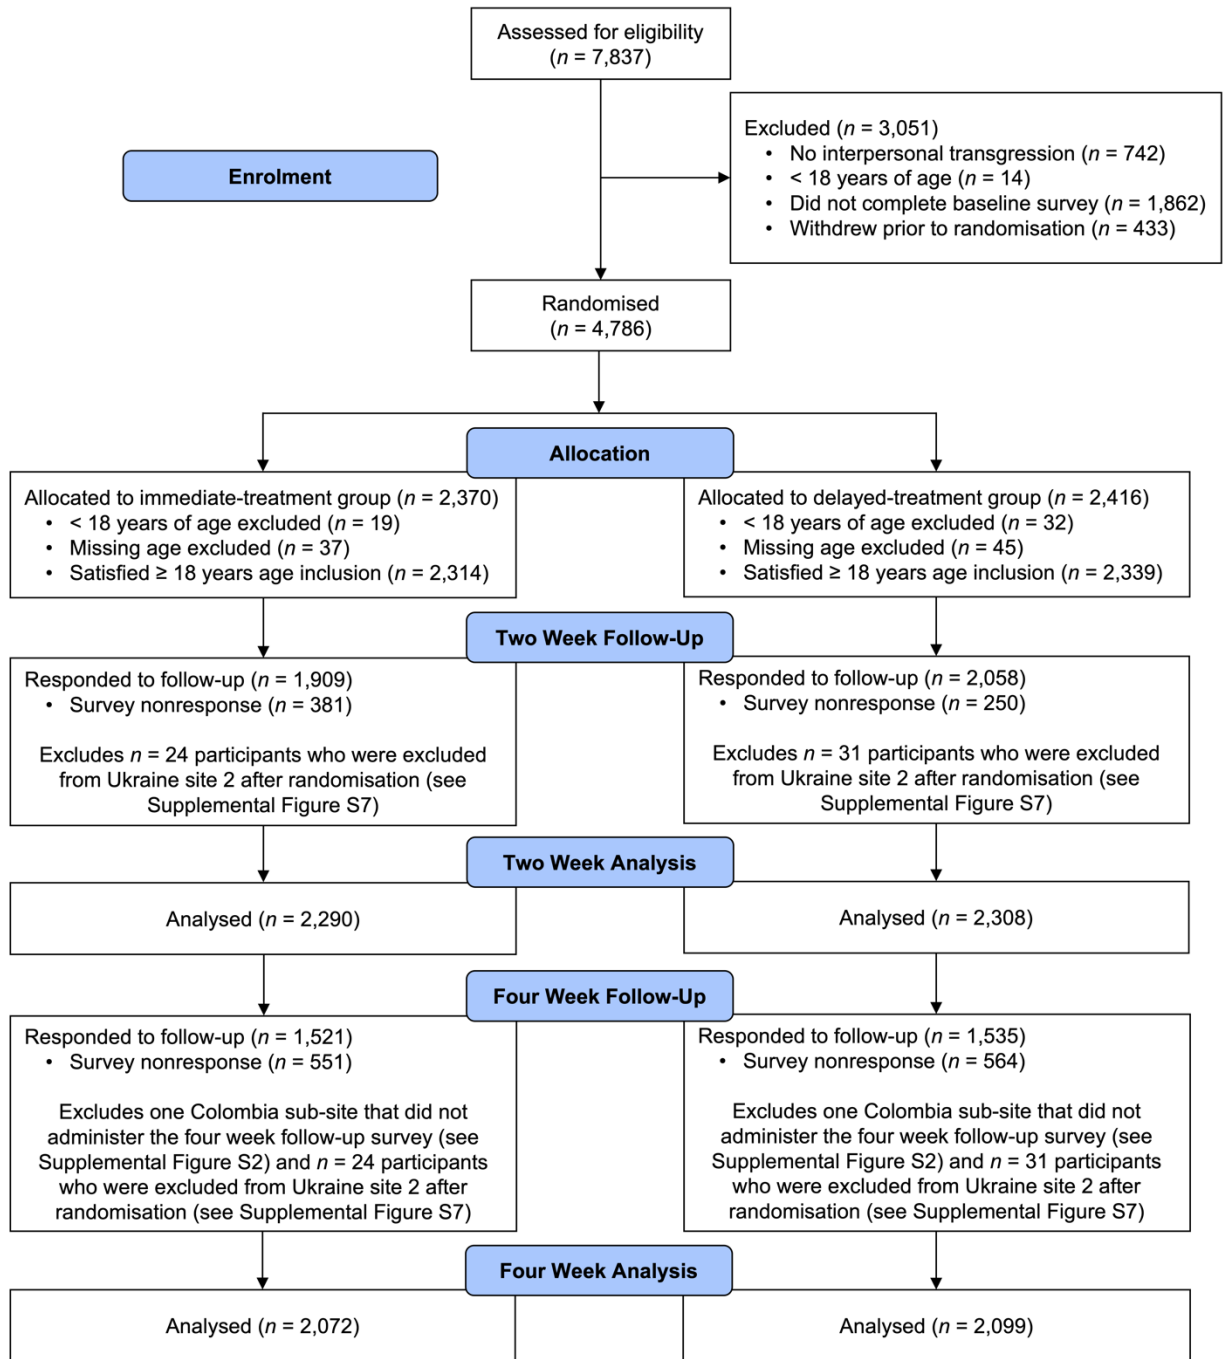 Assessed for eligibility
(n = 7,837)
Excluded (n = 3,051)
• No interpersonal transgression (n = 742)
• < 18 years of age (n = 14)
• Did not complete baseline survey (n = 1,862)
• Withdrew prior to randomisation (n = 433)
Enrolment
Randomised
(n = 4,786)
Allocation
Allocated to immediate-treatment group (n = 2,370)
• < 18 years of age excluded (n = 19)
• Missing age excluded (n = 37)
• Satisfied ≥ 18 years age inclusion (n = 2,314)
Allocated to delayed-treatment group (n = 2,416)
• < 18 years of age excluded (n = 32)
• Missing age excluded (n = 45)
• Satisfied ≥ 18 years age inclusion (n = 2,339)
Two Week Follow-Up
Responded to follow-up (n = 1,909)
• Survey nonresponse (n = 381)
Excludes n = 24 participants who were excluded
from Ukraine site 2 after randomisation (see
Supplemental Figure S7)
Responded to follow-up (n = 2,058)
• Survey nonresponse (n = 250)
Excludes n = 31 participants who were excluded
from Ukraine site 2 after randomisation (see
Supplemental Figure S7)
Two Week Analysis
Analysed (n = 2,290)
Analysed (n = 2,308)
Four Week Follow-Up
Responded to follow-up (n = 1,521)
• Survey nonresponse (n = 551)
Excludes one Colombia sub-site that did not
administer the four week follow-up survey (see
Supplemental Figure S2) and n = 24 participants
who were excluded from Ukraine site 2 after
randomisation (see Supplemental Figure S7)
Responded to follow-up (n = 1,535)
• Survey nonresponse (n = 564)
Excludes one Colombia sub-site that did not
administer the four week follow-up survey (see
Supplemental Figure S2) and n = 31 participants
who were excluded from Ukraine site 2 after
randomisation (see Supplemental Figure S7)
Four Week Analysis
Analysed (n = 2,072)
Analysed (n = 2,099)